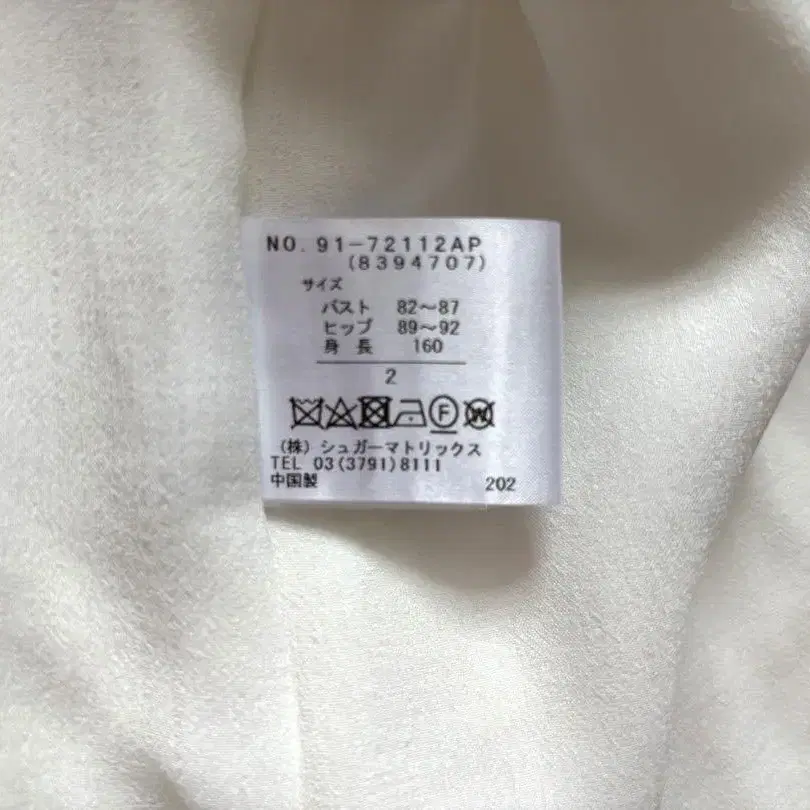 NO. 91-72112AP
(8394707)
サイズ
バスト 82～87
ヒップ 89～92
身長 160
2
F W
(株) シュガーマトリックス
TEL 03(3791)8111
中国製 202